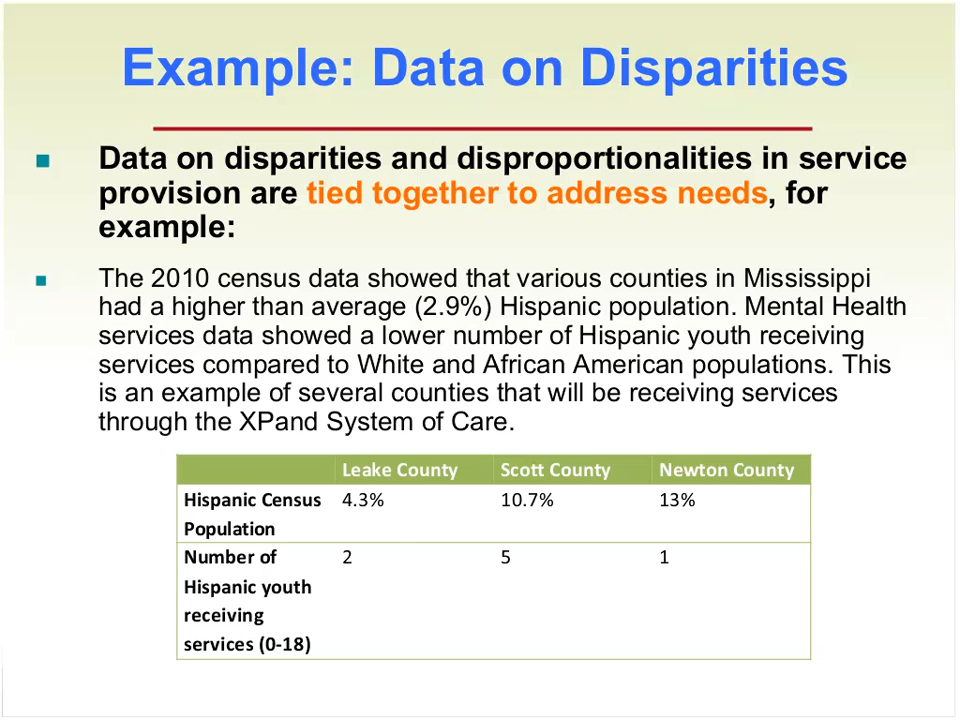 Example: Data on Disparities
Data on disparities and disproportionalities in service
provision are tied together to address needs, for
example:
The 2010 census data showed that various counties in Mississippi
had a higher than average (2.9%) Hispanic population. Mental Health
services data showed a lower number of Hispanic youth receiving
services compared to White and African American populations. This
is an example of several counties that will be receiving services
through the XPand System of Care.
Leake County Scott County Newton County
Hispanic Census 4.3% 10.7% 13%
Population
Number of 2 5 1
Hispanic youth
receiving
services (0-18)